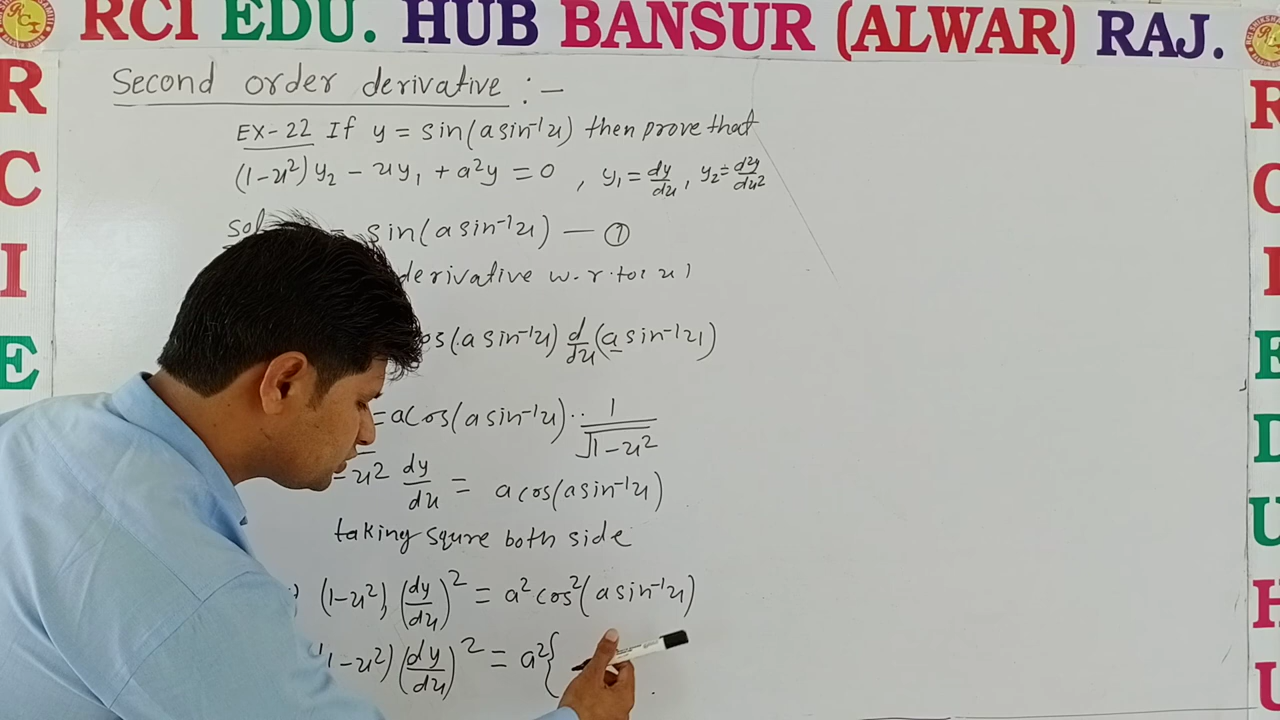 RCI EDU. HUB BANSUR (ALWAR) RAJ.
Second order derivative :-
EX-22 If y = sin(a sin⁻¹x) then prove that
(1-x²)y₂ - xy₁ + a²y = 0 , y₁ = dy/dx , y₂ = d²y/dx²
sol = sin(a sin⁻¹x) — ①
derivative w.r.to x
cos(a sin⁻¹x) d/dx (a sin⁻¹x)
= a cos(a sin⁻¹x) · 1/√1-x²
-x² dy/dx = a cos(a sin⁻¹x)
taking squre both side
(1-x²) (dy/dx)² = a² cos²(a sin⁻¹x)
(1-x²) (dy/dx)² = a² {
R
C
I
E
R
C
I
E
D
U
H
U